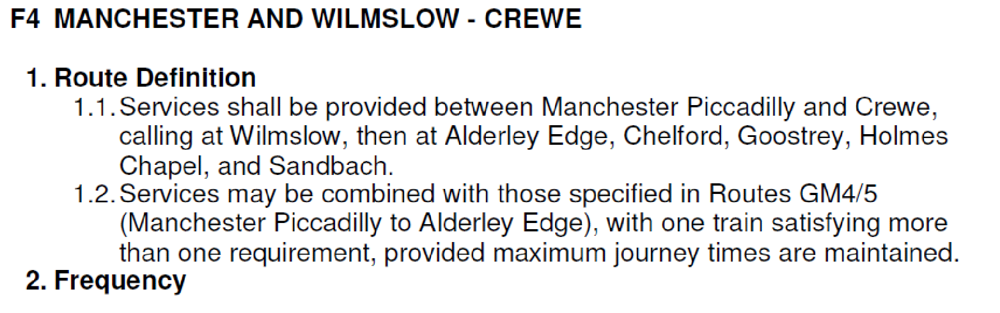 F4 MANCHESTER AND WILMSLOW - CREWE
1. Route Definition
1.1. Services shall be provided between Manchester Piccadilly and Crewe,
calling at Wilmslow, then at Alderley Edge, Chelford, Goostrey, Holmes
Chapel, and Sandbach.
1.2. Services may be combined with those specified in Routes GM4/5
(Manchester Piccadilly to Alderley Edge), with one train satisfying more
than one requirement, provided maximum journey times are maintained.
2. Frequency